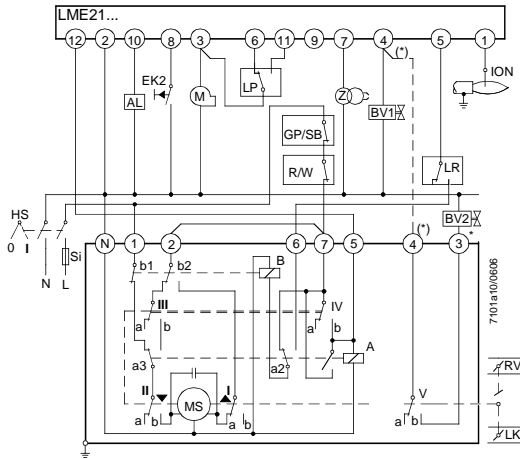 LME21...
12 2 10 8 3 6 11 9 7 4 (*) 5 1
EK2
ION
LP
AL
M
Z
BV1
GP/SB
R/W
LR
HS
BV2
0 I
Si
N 1 2 6 7 5 4 (*) 3 *
N L
b1 b2 B
III
IV
a b
a b
A
a3
a2
II
I
V
MS
a b
a b
a b
RV
LK
7101a10/0606